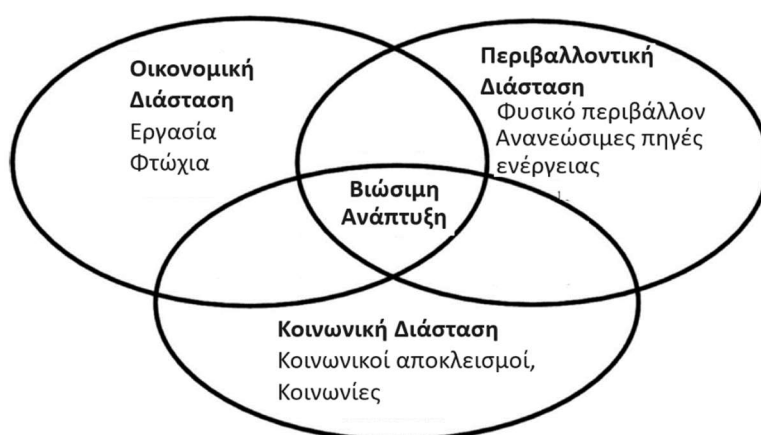 Οικονομική
Διάσταση
Εργασία
Φτώχια
Περιβαλλοντική
Διάσταση
Φυσικό περιβάλλον
Ανανεώσιμες πηγές
ενέργειας
Βιώσιμη
Ανάπτυξη
Κοινωνική Διάσταση
Κοινωνικοί αποκλεισμοί,
Κοινωνίες